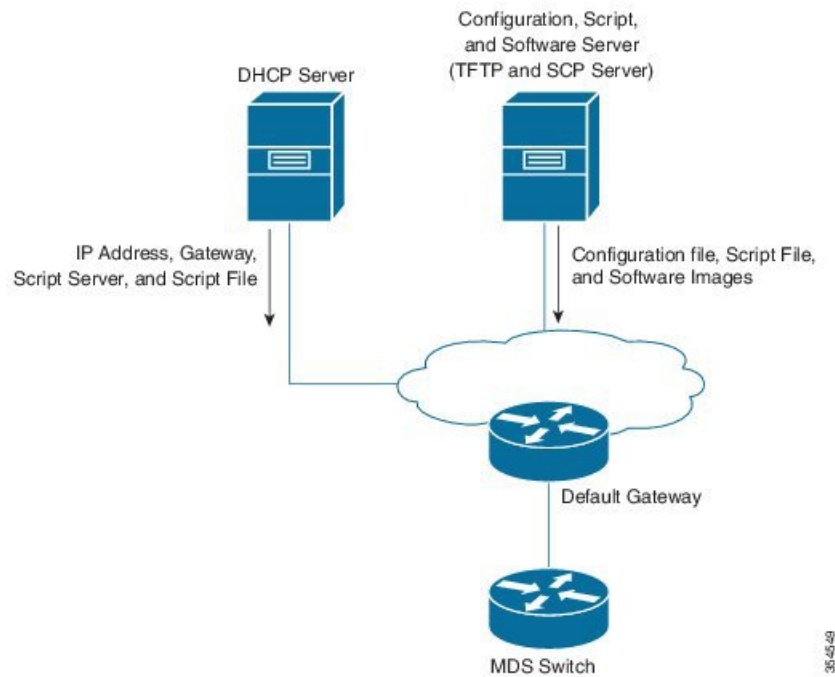 Configuration, Script,
and Software Server
(TFTP and SCP Server)
DHCP Server
IP Address, Gateway,
Script Server, and Script File
Configuration file, Script File,
and Software Images
Default Gateway
MDS Switch
354549